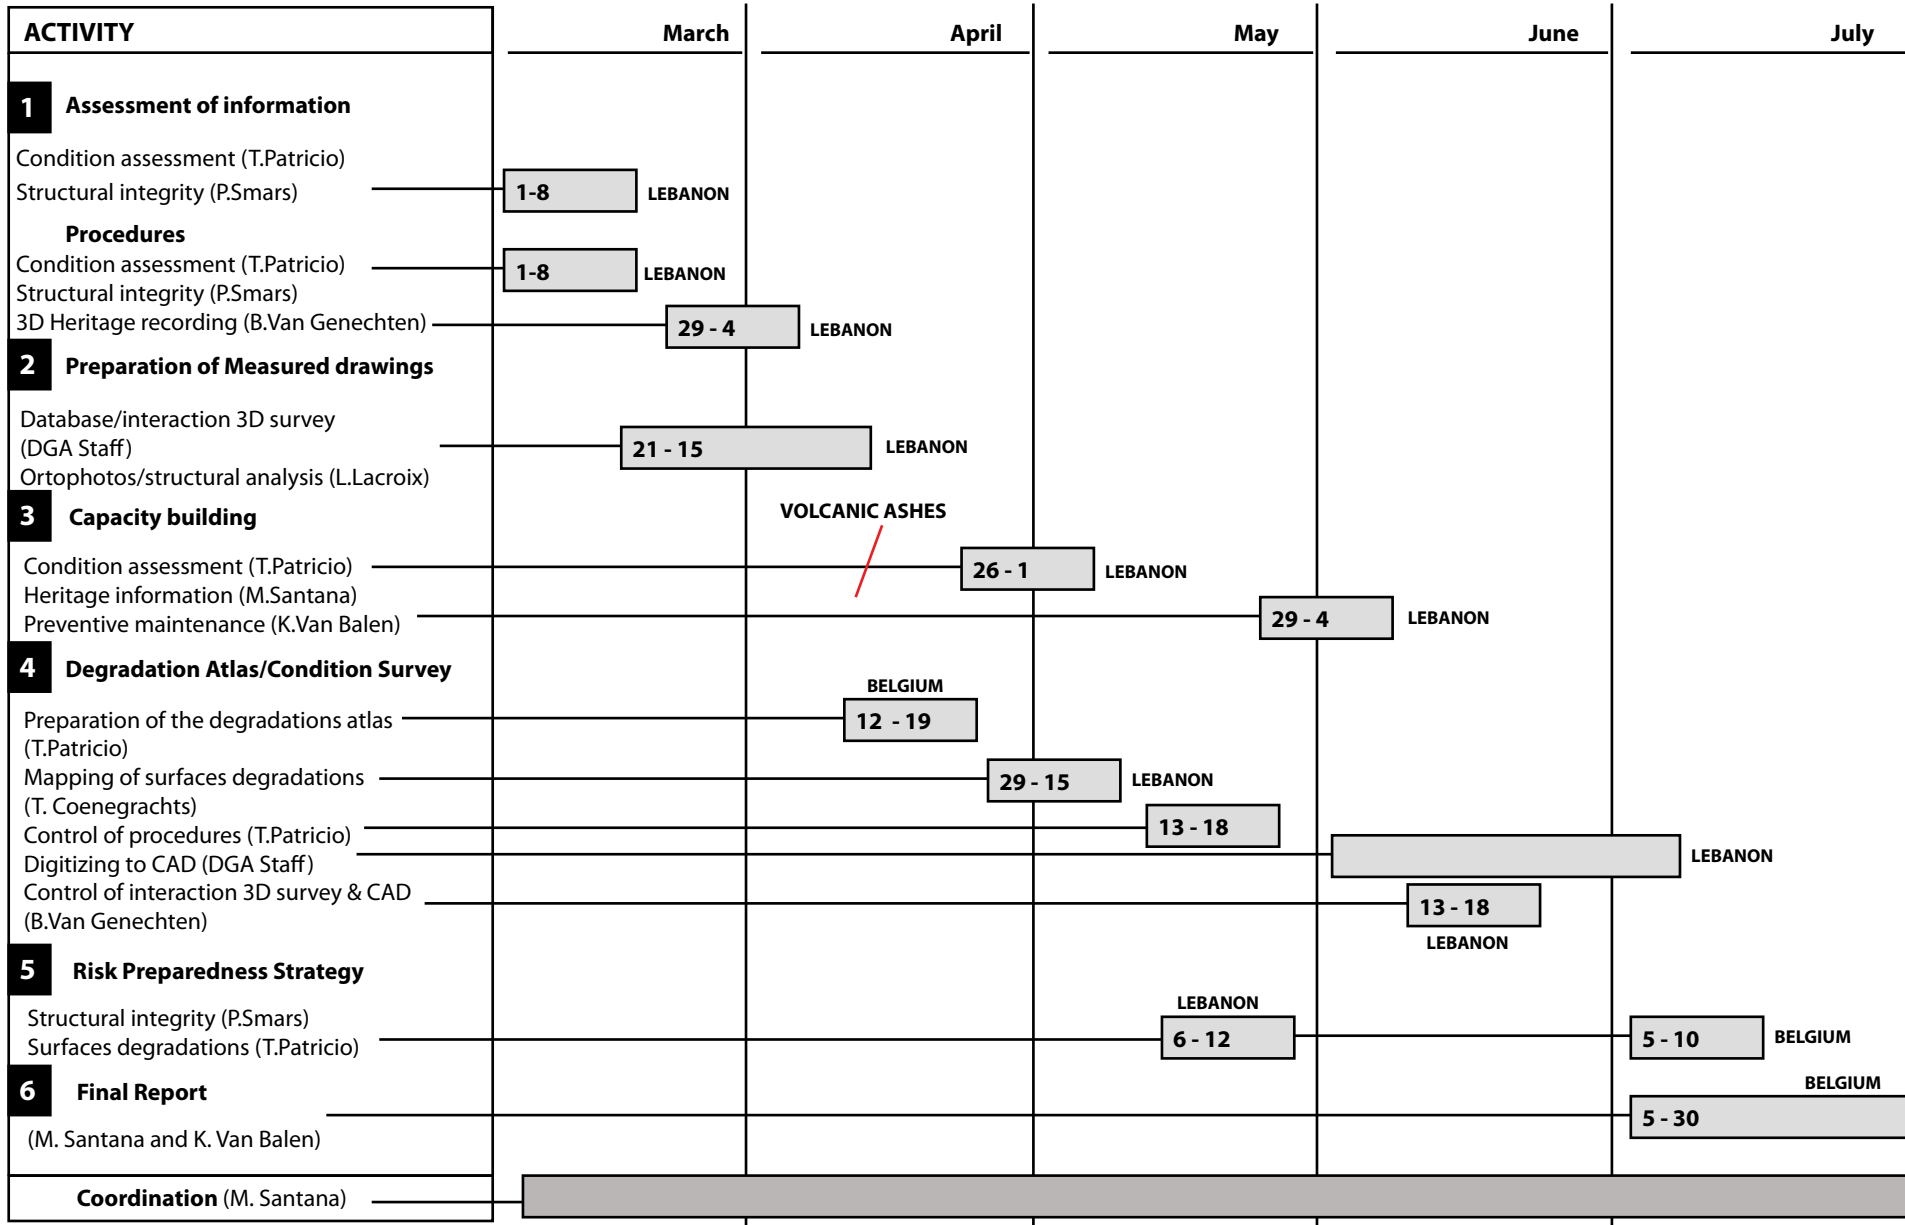 ACTIVITY
March
April
May
June
July
1 Assessment of information
Condition assessment (T.Patricio)
Structural integrity (P.Smars)
1-8
LEBANON
Procedures
Condition assessment (T.Patricio)
1-8
LEBANON
Structural integrity (P.Smars)
3D Heritage recording (B.Van Genechten)
29 - 4
LEBANON
2 Preparation of Measured drawings
Database/interaction 3D survey
(DGA Staff)
21 - 15
LEBANON
Ortophotos/structural analysis (L.Lacroix)
3 Capacity building
VOLCANIC ASHES
Condition assessment (T.Patricio)
26 - 1
LEBANON
Heritage information (M.Santana)
Preventive maintenance (K.Van Balen)
29 - 4
LEBANON
4 Degradation Atlas/Condition Survey
BELGIUM
Preparation of the degradations atlas
12 - 19
(T.Patricio)
Mapping of surfaces degradations
29 - 15
LEBANON
(T. Coenegrachts)
Control of procedures (T.Patricio)
13 - 18
Digitizing to CAD (DGA Staff)
LEBANON
Control of interaction 3D survey & CAD
13 - 18
(B.Van Genechten)
LEBANON
5 Risk Preparedness Strategy
LEBANON
Structural integrity (P.Smars)
Surfaces degradations (T.Patricio)
6 - 12
5 - 10
BELGIUM
6 Final Report
BELGIUM
5 - 30
(M. Santana and K. Van Balen)
Coordination (M. Santana)